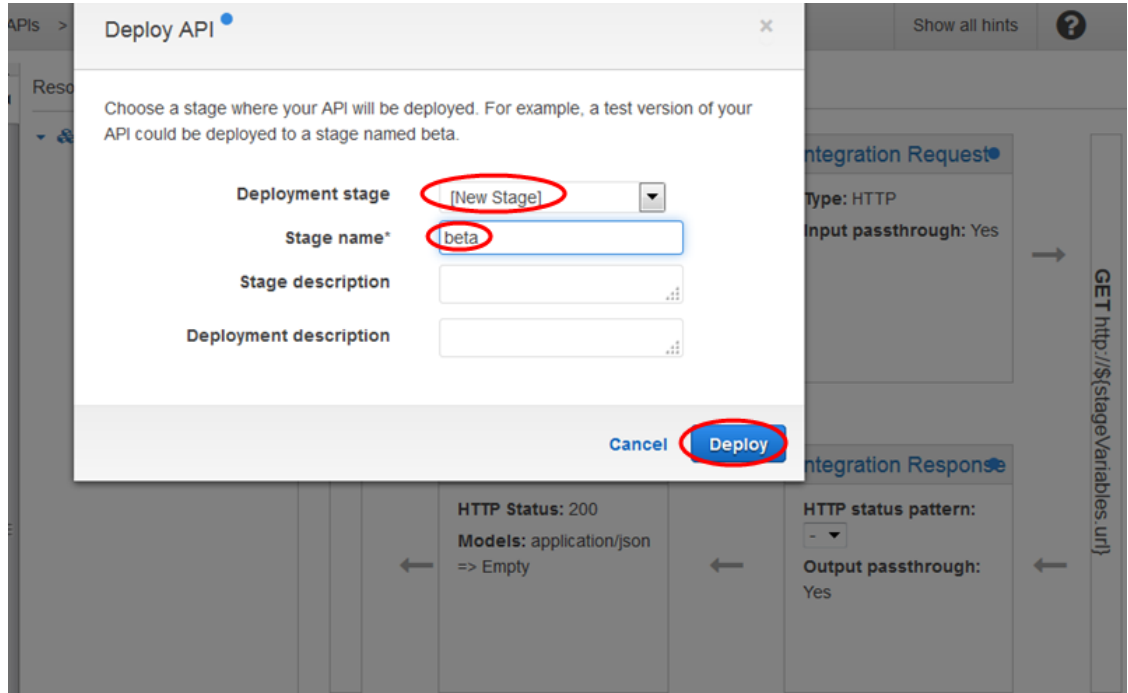 APIs >
Show all hints
Deploy API
Choose a stage where your API will be deployed. For example, a test version of your
API could be deployed to a stage named beta.
Deployment stage
[New Stage]
Stage name*
beta
Stage description
Deployment description
Cancel
Deploy
Reso
ntegration Request
Type: HTTP
Input passthrough: Yes
GET http://${stageVariables.url}
HTTP Status: 200
Models: application/json
=> Empty
ntegration Response
HTTP status pattern:
-
Output passthrough:
Yes